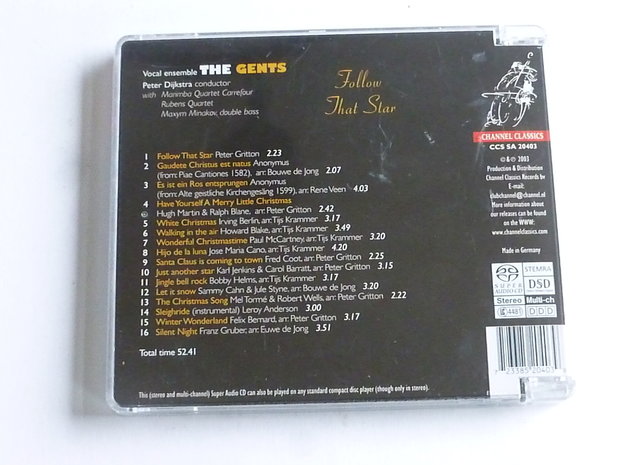 Vocal ensemble THE GENTS
Peter Dijkstra conductor
with Marimba Quartet Carrefour
Rubens Quartet
Maxym Minakov, double bass
Follow
That Star
1 Follow That Star Peter Gritton 2.23
2 Gaudete Christus est natus Anonymus
(from: Piae Cantiones 1582), arr: Bouwe de Jong 2.07
3 Es ist ein Ros entsprungen Anonymus
(from: Alte geistliche Kirchengesäng 1599), arr: Rene Veen 4.03
4 Have Yourself A Merry Little Christmas
Hugh Martin & Ralph Blane, arr: Peter Gritton 2.42
5 White Christmas Irving Berlin, arr: Tijs Krammer 3.17
6 Walking in the air Howard Blake, arr: Tijs Krammer 3.49
7 Wonderful Christmastime Paul McCartney, arr: Tijs Krammer 3.20
8 Hijo de la luna Jose Maria Cano, arr: Tijs Krammer 4.20
9 Santa Claus is coming to town Fred Coot, arr: Peter Gritton 2.25
10 Just another star Karl Jenkins & Carol Barratt, arr: Peter Gritton 3.15
11 Jingle bell rock Bobby Helms, arr: Tijs Krammer 3.17
12 Let it snow Sammy Cahn & Jule Styne, arr: Bouwe de Jong 3.20
13 The Christmas Song Mel Tormé & Robert Wells, arr: Peter Gritton 2.22
14 Sleighride (instrumental) Leroy Anderson 3.00
15 Winter Wonderland Felix Bernard, arr: Peter Gritton 3.17
16 Silent Night Franz Gruber, arr: Euwe de Jong 3.51
Total time 52.41
This (stereo and multi-channel) Super Audio CD can also be played on any standard compact disc player (though only in stereo).
CHANNEL CLASSICS
CCS SA 20403
© & ℗ 2003
Production & Distribution
Channel Classics Records bv
E-mail:
clubchannel@channel.nl
More information about
our releases can be found
on the WWW:
www.channelclassics.com
Made in Germany
SUPER AUDIO CD
STEMRA
DSD
Stereo Multi-ch
LC 4481 DDD
7 23385 20403